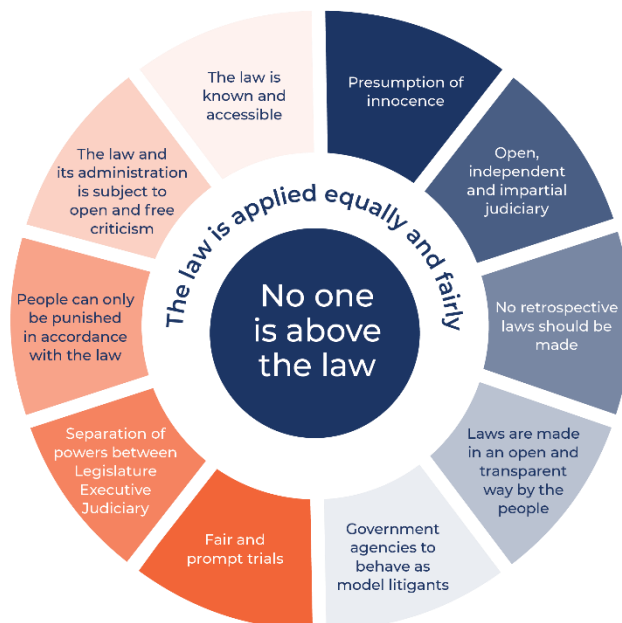 No one
is above
the law
The law is applied equally and fairly
Presumption of
innocence
Open,
independent
and impartial
judiciary
No retrospective
laws should be
made
Laws are made
in an open and
transparent
way by the
people
Government
agencies to
behave as
model litigants
Fair and
prompt trials
Separation of
powers between
Legislature
Executive
Judiciary
People can only
be punished
in accordance
with the law
The law and
its administration
is subject to
open and free
criticism
The law is
known and
accessible